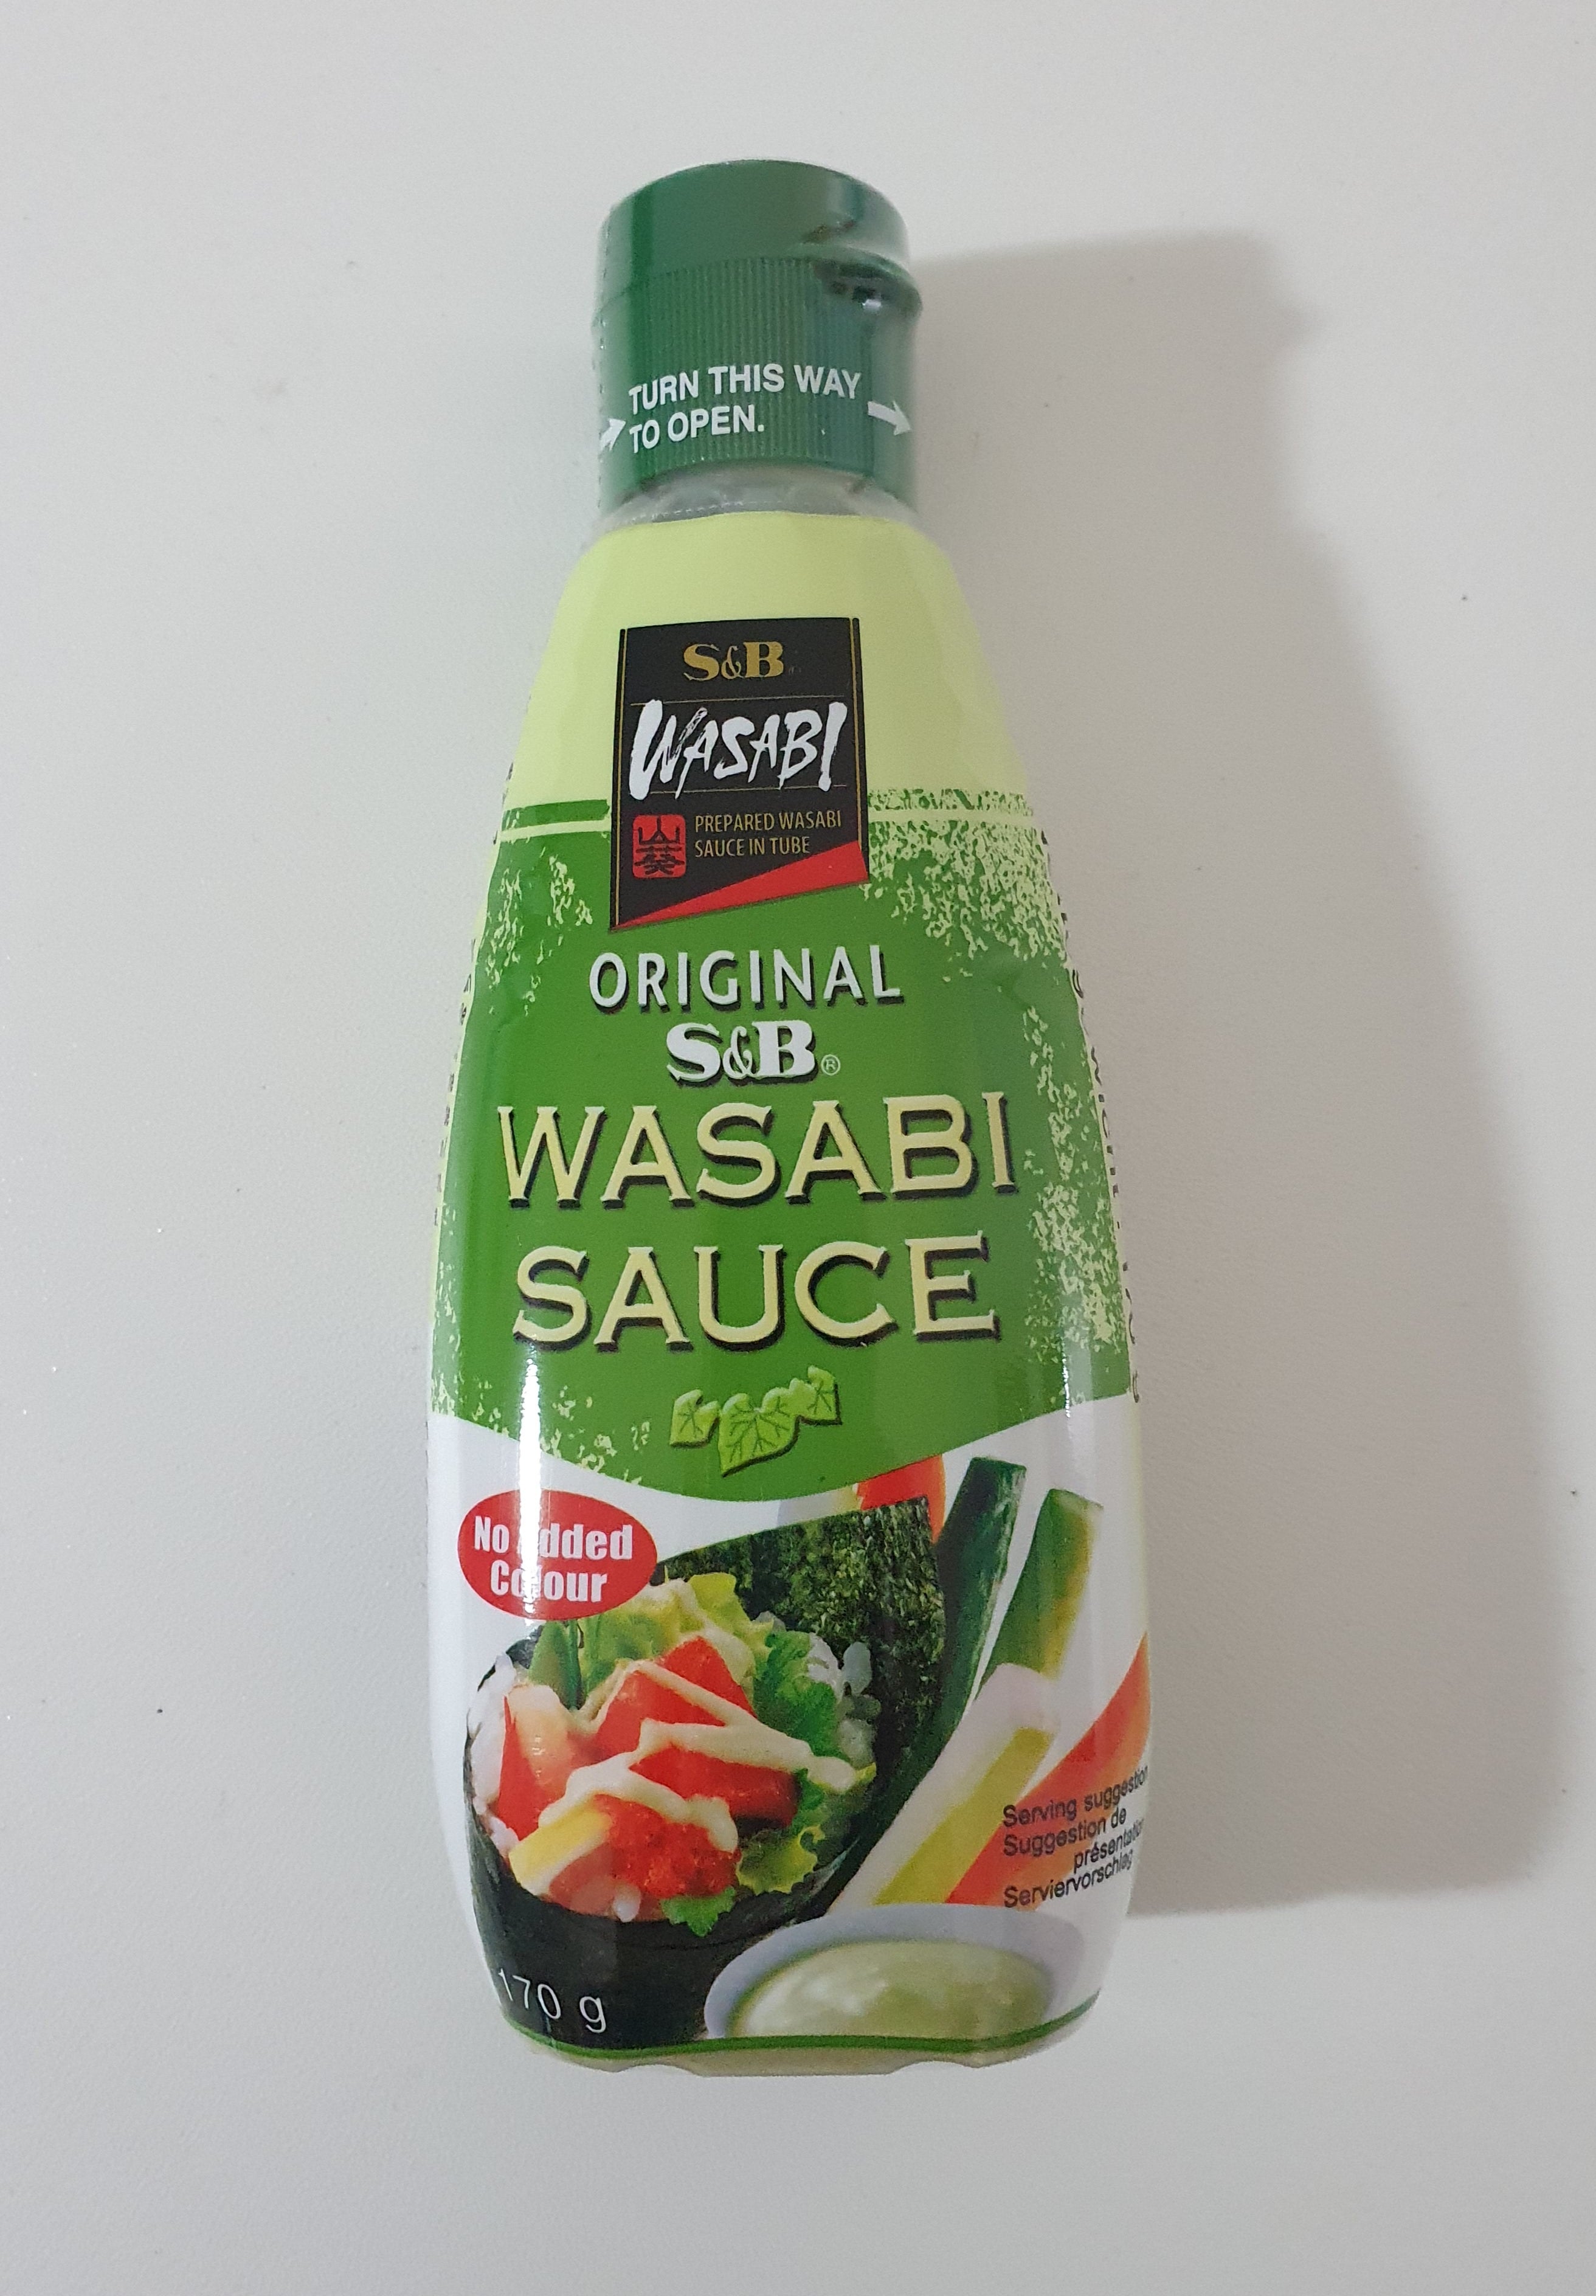 TURN THIS WAY
TO OPEN.
S&B
WASABI
山葵
PREPARED WASABI
SAUCE IN TUBE
ORIGINAL
S&B®
WASABI
SAUCE
No Added
Colour
Serving suggestion
Suggestion de
présentation
Serviervorschlag
170 g